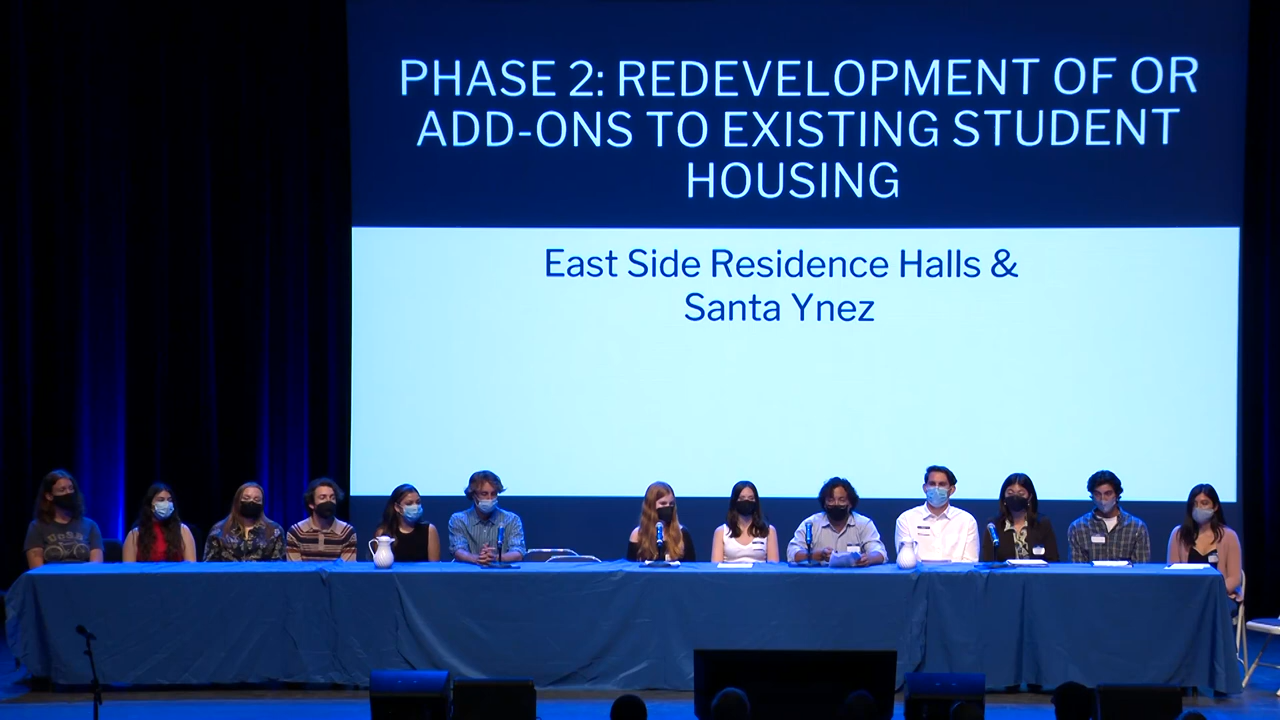 PHASE 2: REDEVELOPMENT OF OR
ADD-ONS TO EXISTING STUDENT
HOUSING
East Side Residence Halls &
Santa Ynez